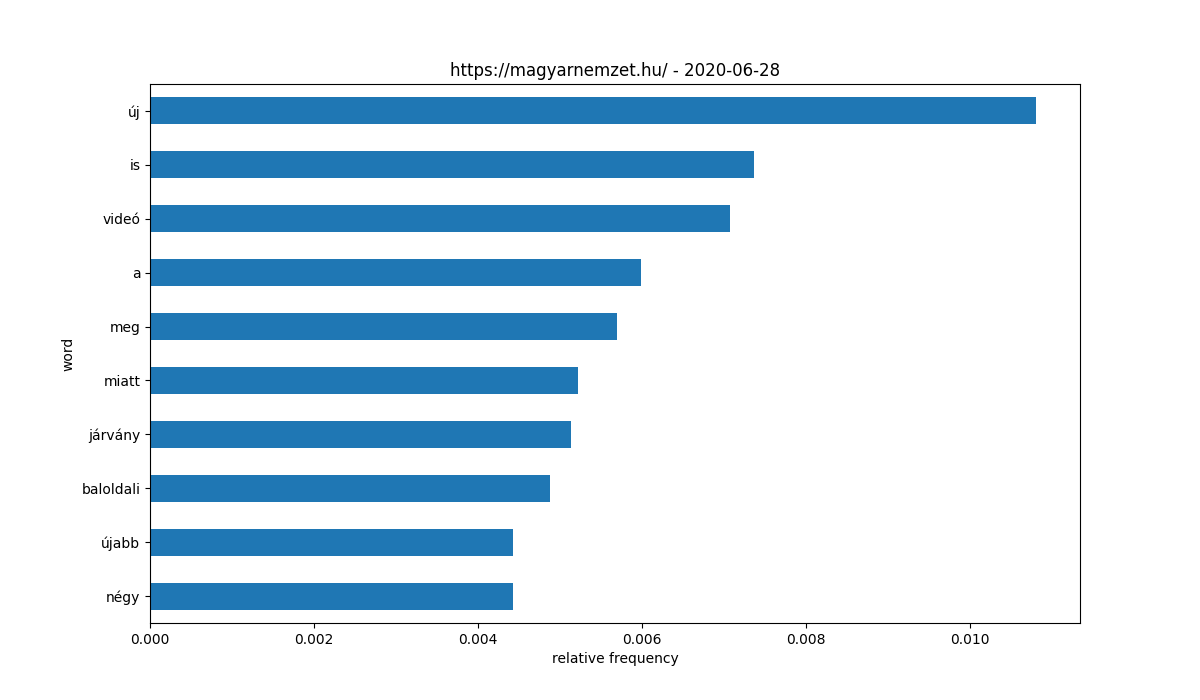 https://magyarnemzet.hu/ - 2020-06-28
új
is
videó
a
meg
miatt
járvány
baloldali
újabb
négy
word
0.000 0.002 0.004 0.006 0.008 0.010
relative frequency